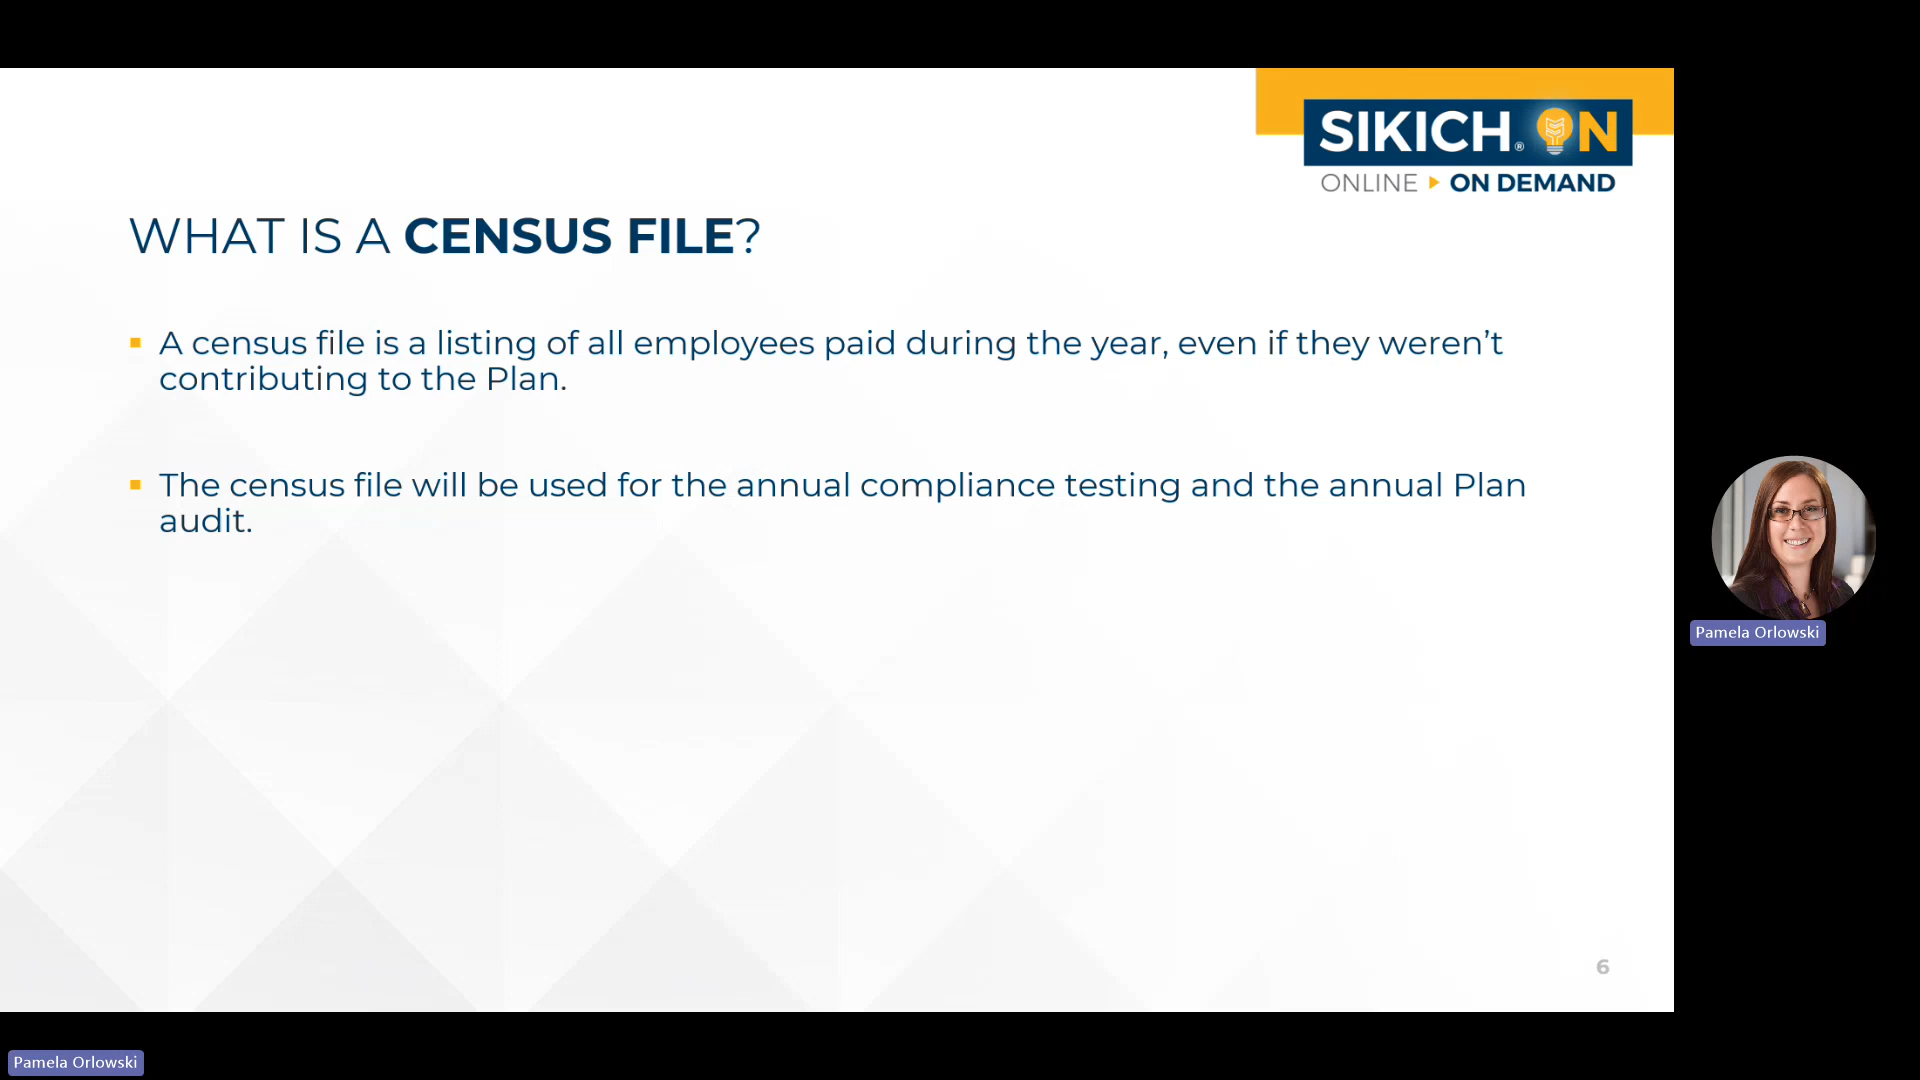 SIKICH® ON
ONLINE ▸ ON DEMAND
WHAT IS A CENSUS FILE?
▪ A census file is a listing of all employees paid during the year, even if they weren’t
contributing to the Plan.
▪ The census file will be used for the annual compliance testing and the annual Plan
audit.
Pamela Orlowski
6
Pamela Orlowski